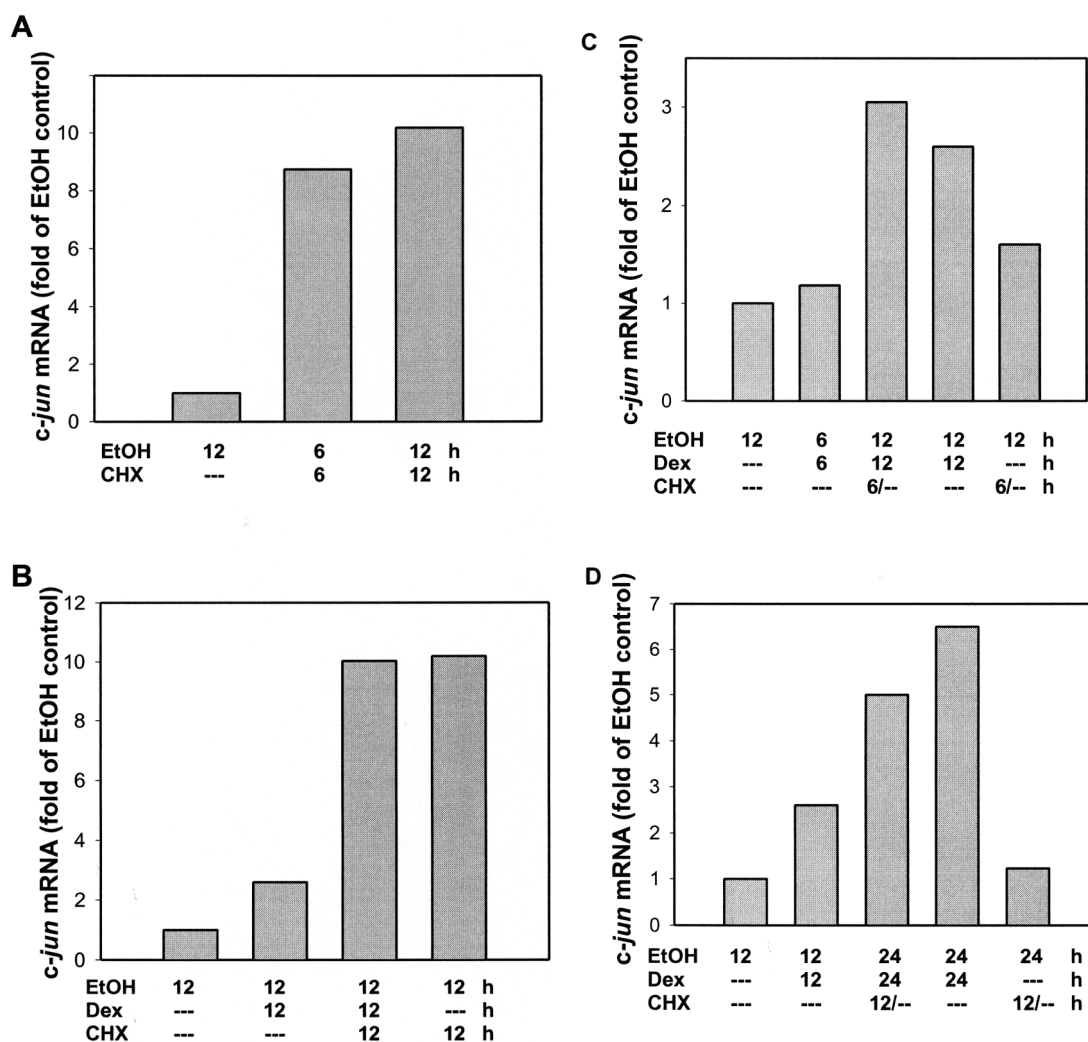 A
c-jun mRNA (fold of EtOH control)
10
8
6
4
2
0
EtOH 12 6 12 h
CHX --- 6 12 h
B
c-jun mRNA (fold of EtOH control)
12
10
8
6
4
2
0
EtOH 12 12 12 12 h
Dex --- 12 12 --- h
CHX --- --- 12 12 h
C
c-jun mRNA (fold of EtOH control)
3
2
1
0
EtOH 12 6 12 12 12 h
Dex --- 6 12 12 --- h
CHX --- --- 6/-- --- 6/-- h
D
c-jun mRNA (fold of EtOH control)
7
6
5
4
3
2
1
0
EtOH 12 12 24 24 24 h
Dex --- 12 24 24 --- h
CHX --- --- 12/-- --- 12/-- h